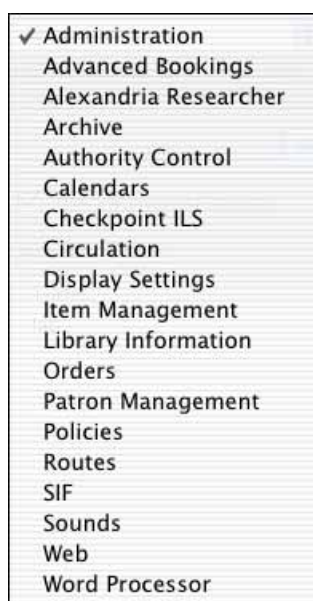 ✓ Administration
Advanced Bookings
Alexandria Researcher
Archive
Authority Control
Calendars
Checkpoint ILS
Circulation
Display Settings
Item Management
Library Information
Orders
Patron Management
Policies
Routes
SIF
Sounds
Web
Word Processor